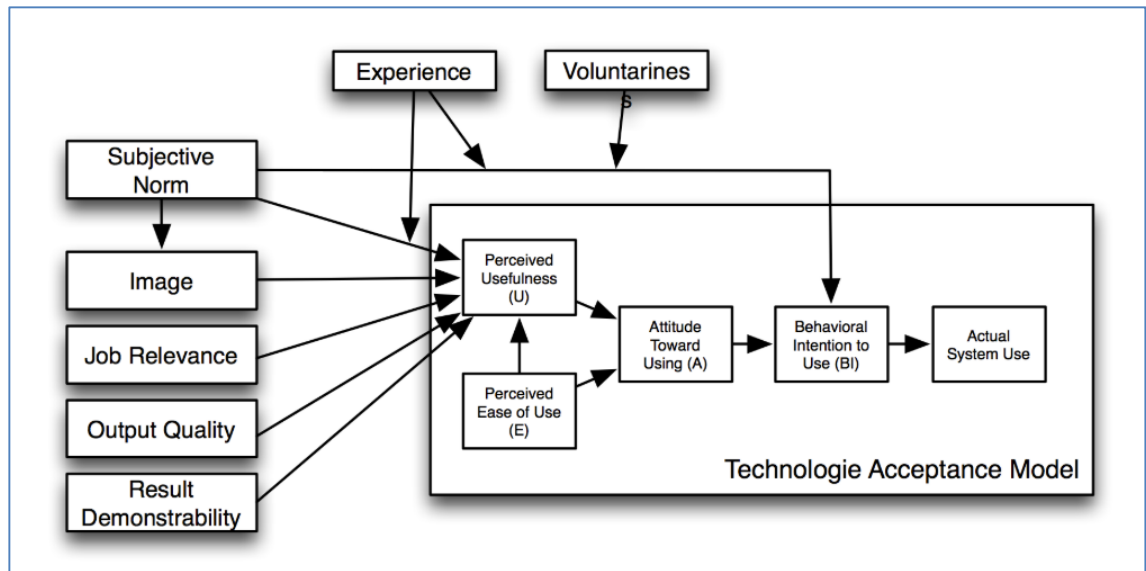 Experience
Voluntarines
s
Subjective
Norm
Image
Job Relevance
Output Quality
Result
Demonstrability
Perceived
Usefulness
(U)
Perceived
Ease of Use
(E)
Attitude
Toward
Using (A)
Behavioral
Intention to
Use (BI)
Actual
System Use
Technologie Acceptance Model